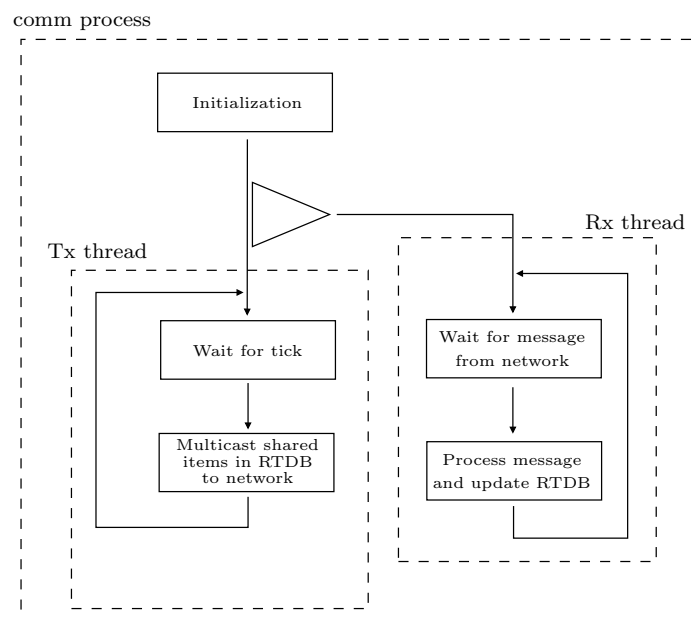 comm process
Initialization
Rx thread
Tx thread
Wait for tick
Wait for message
from network
Multicast shared
items in RTDB
to network
Process message
and update RTDB